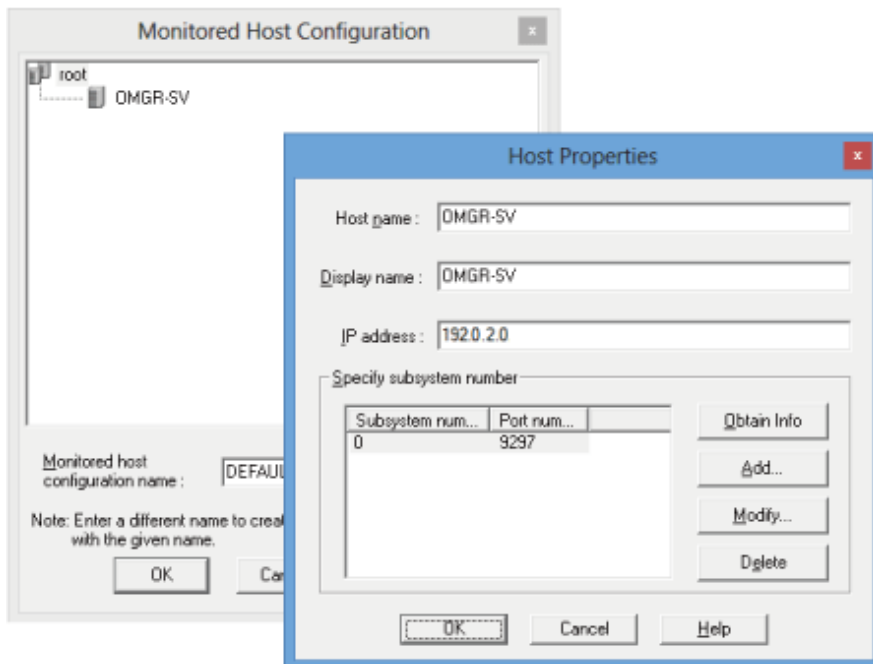 Monitored Host Configuration
x
root
OMGR-SV
Monitored host
configuration name :
DEFAUL
Note: Enter a different name to creat
with the given name.
OK
Can
Host Properties
x
Host name :
OMGR-SV
Display name :
OMGR-SV
IP address :
192.0.2.0
Specify subsystem number
Subsystem num... Port num...
0 9297
Obtain Info
Add...
Modify...
Delete
OK
Cancel
Help